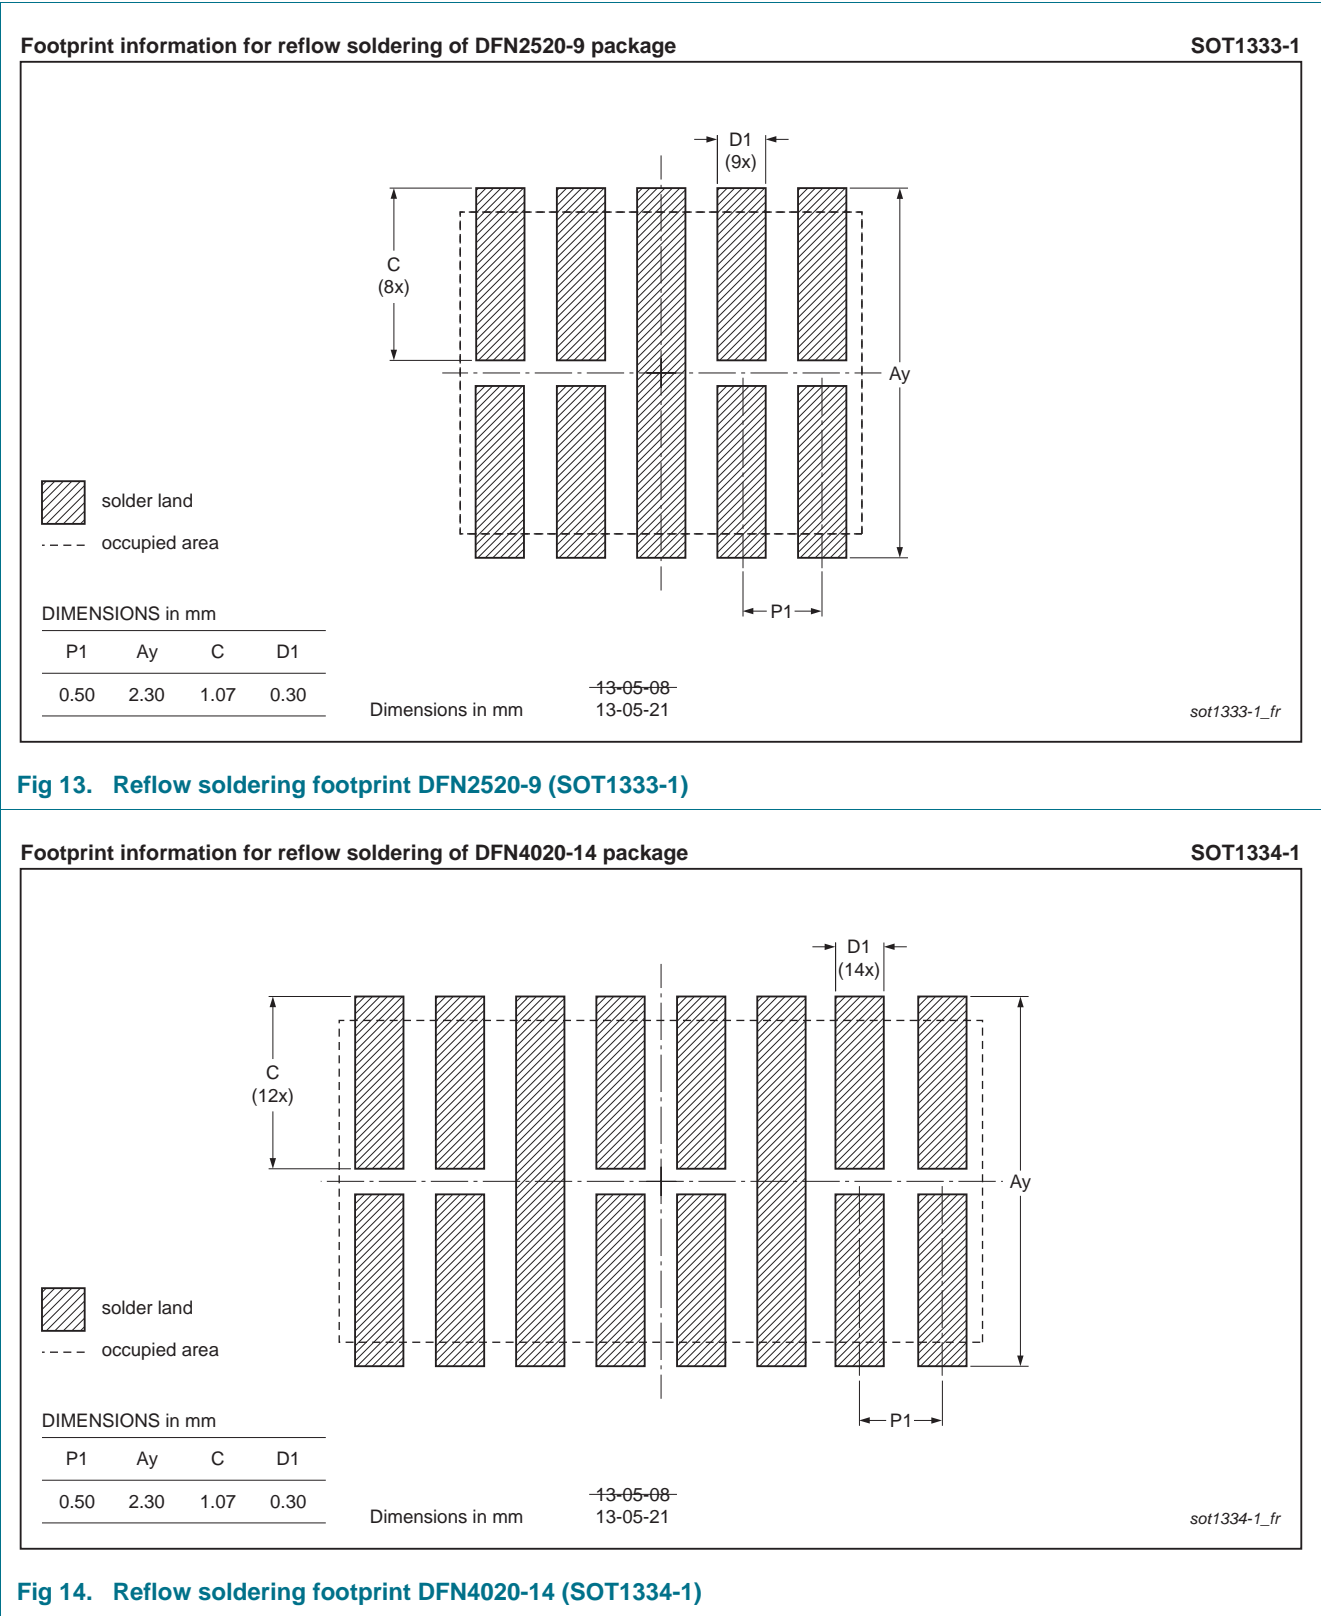 Footprint information for reflow soldering of DFN2520-9 package SOT1333-1
D1
(9x)
C
(8x)
Ay
solder land
occupied area
P1
DIMENSIONS in mm
P1 Ay C D1
0.50 2.30 1.07 0.30
Dimensions in mm
13-05-08
13-05-21
sot1333-1_fr
Fig 13. Reflow soldering footprint DFN2520-9 (SOT1333-1)
Footprint information for reflow soldering of DFN4020-14 package SOT1334-1
D1
(14x)
C
(12x)
Ay
solder land
occupied area
P1
DIMENSIONS in mm
P1 Ay C D1
0.50 2.30 1.07 0.30
Dimensions in mm
13-05-08
13-05-21
sot1334-1_fr
Fig 14. Reflow soldering footprint DFN4020-14 (SOT1334-1)